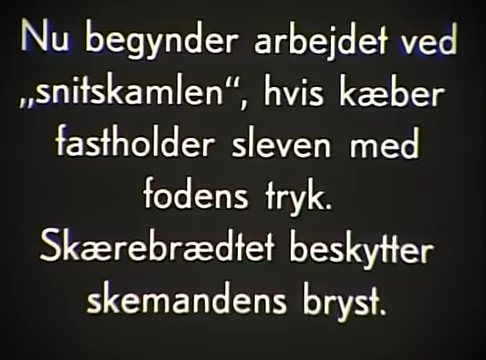 Nu begynder arbejdet ved
„snitskamlen“, hvis kæber
fastholder sleven med
fodens tryk.
Skærebrædtet beskytter
skemandens bryst.